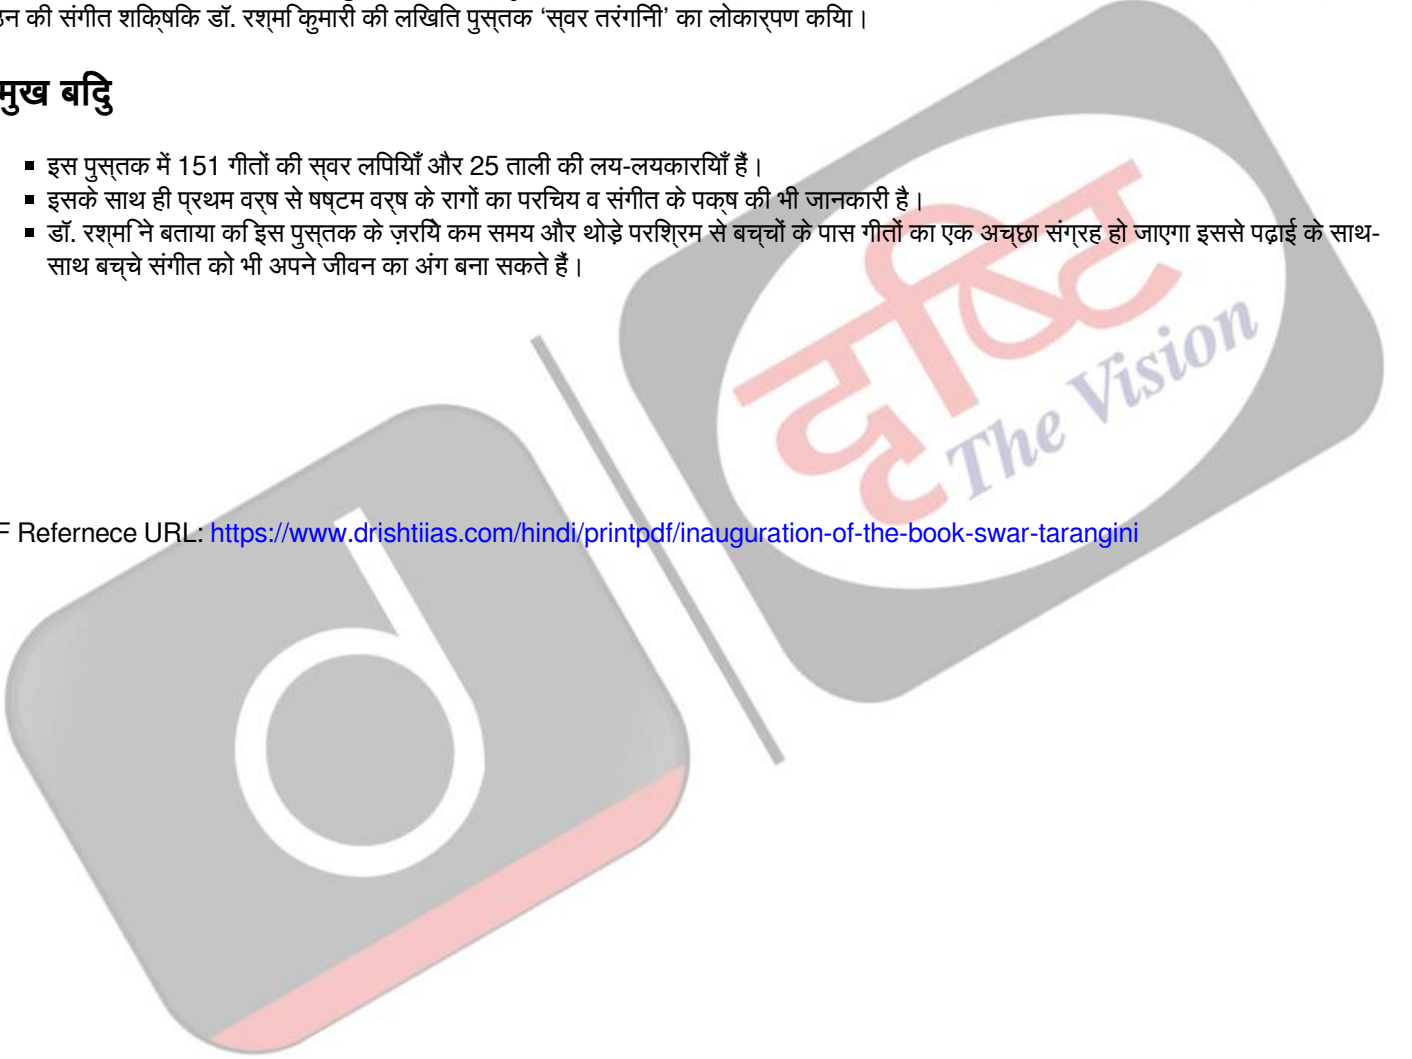 ठन की संगीत शिक्षिका डॉ. रश्मि कुमारी की लिखित पुस्तक ‘स्वर तरंगिनी’ का लोकार्पण किया।
मुख बिंदु
▪ इस पुस्तक में 151 गीतों की स्वर लिपियाँ और 25 ताली की लय-लयकारियाँ हैं।
▪ इसके साथ ही प्रथम वर्ष से षष्टम वर्ष के रागों का परिचय व संगीत के पक्ष की भी जानकारी है।
▪ डॉ. रश्मि ने बताया कि इस पुस्तक के ज़रिये कम समय और थोड़े परिश्रम से बच्चों के पास गीतों का एक अच्छा संग्रह हो जाएगा इससे पढ़ाई के साथ-
साथ बच्चे संगीत को भी अपने जीवन का अंग बना सकते हैं।
दृष्टि
The Vision
F Refernece URL: https://www.drishtiias.com/hindi/printpdf/inauguration-of-the-book-swar-tarangini
d